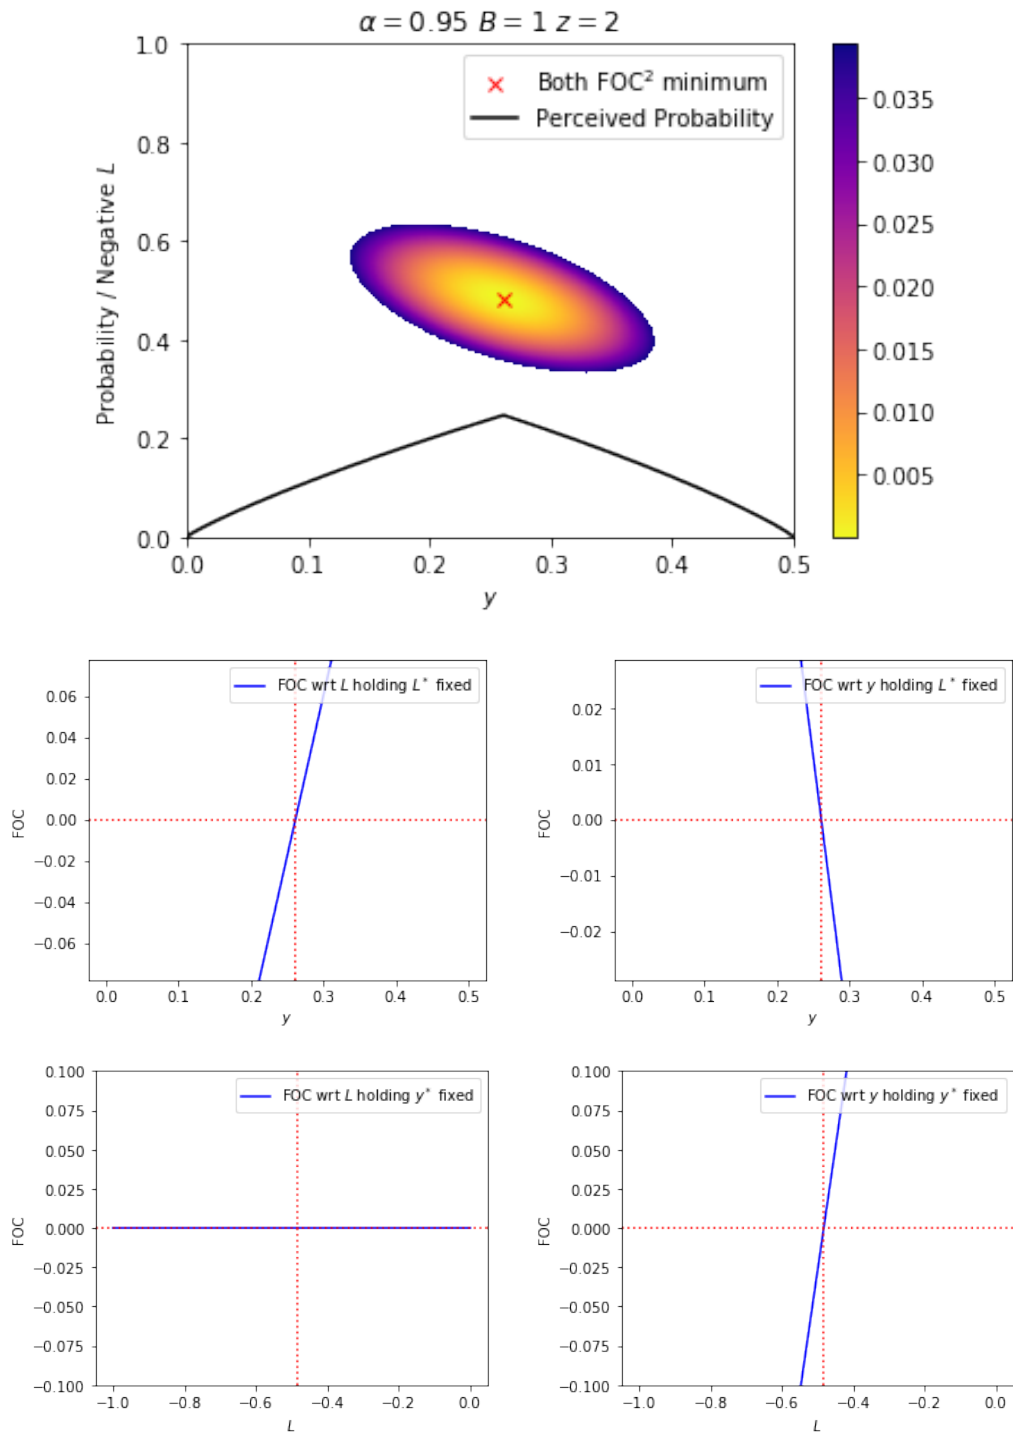 α = 0.95 B = 1 z = 2
1.0
0.8
0.6
0.4
0.2
0.0
Probability / Negative L
Both FOC² minimum
Perceived Probability
0.0 0.1 0.2 0.3 0.4 0.5
y
0.035
0.030
0.025
0.020
0.015
0.010
0.005
FOC wrt L holding L* fixed
0.06
0.04
0.02
0.00
−0.02
−0.04
−0.06
FOC
0.0 0.1 0.2 0.3 0.4 0.5
y
FOC wrt y holding L* fixed
0.02
0.01
0.00
−0.01
−0.02
FOC
0.0 0.1 0.2 0.3 0.4 0.5
y
FOC wrt L holding y* fixed
0.100
0.075
0.050
0.025
0.000
−0.025
−0.050
−0.075
−0.100
FOC
−1.0 −0.8 −0.6 −0.4 −0.2 0.0
L
FOC wrt y holding y* fixed
0.100
0.075
0.050
0.025
0.000
−0.025
−0.050
−0.075
−0.100
FOC
−1.0 −0.8 −0.6 −0.4 −0.2 0.0
L